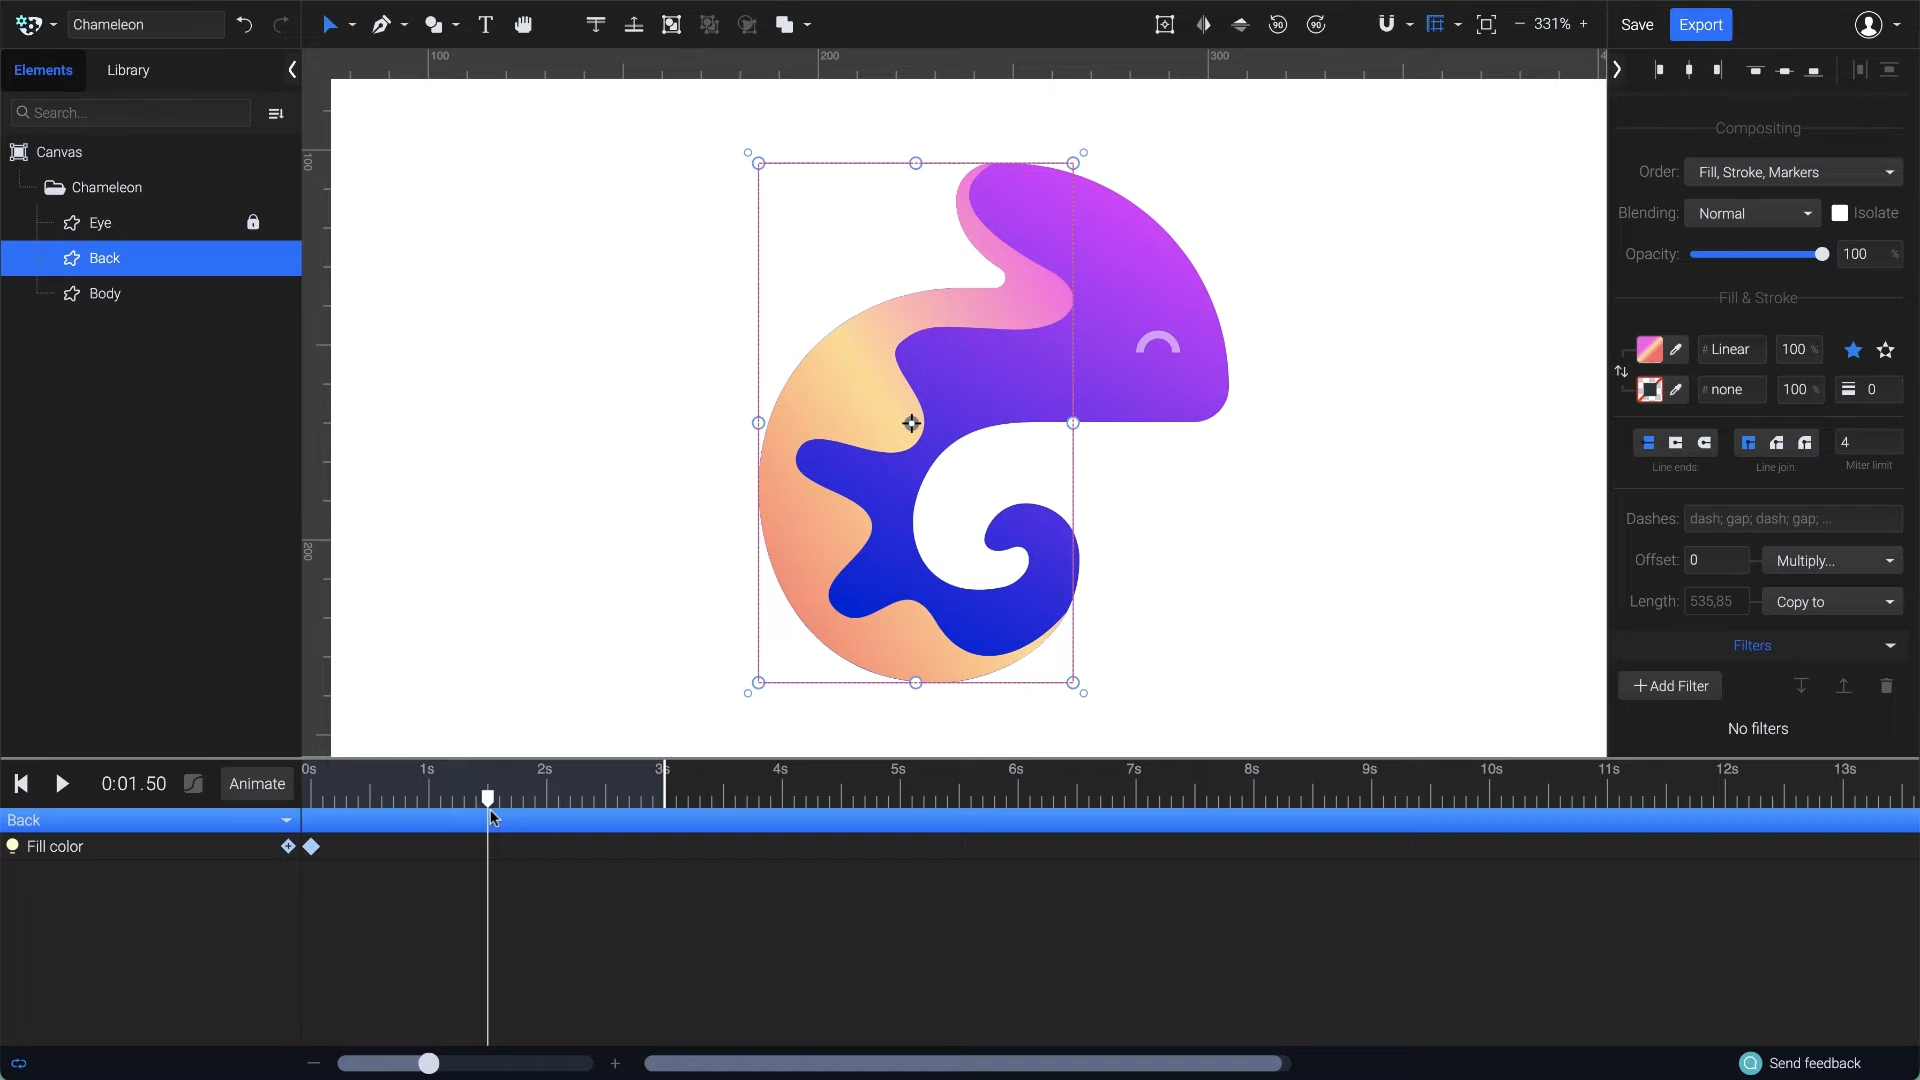 Chameleon
T
90
90
331%
Save
Export
Elements
Library
100
200
300
Search...
Canvas
Chameleon
Eye
Back
Body
100
200
Compositing
Order:
Fill, Stroke, Markers
Blending:
Normal
Isolate
Opacity:
100 %
Fill & Stroke
# Linear
100 %
# none
100 %
0
4
Line ends:
Line join:
Miter limit
Dashes:
dash; gap; dash; gap; ...
Offset:
0
Multiply...
Length:
535,85
Copy to
Filters
+ Add Filter
No filters
0:01.50
Animate
0s
1s
2s
3s
4s
5s
6s
7s
8s
9s
10s
11s
12s
13s
Back
Fill color
Send feedback